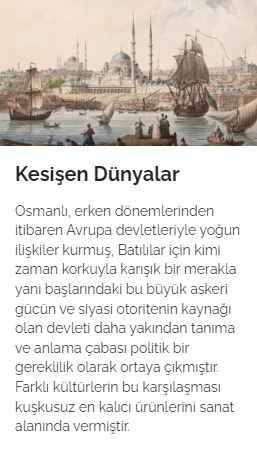 Kesişen Dünyalar
Osmanlı, erken dönemlerinden
itibaren Avrupa devletleriyle yoğun
ilişkiler kurmuş, Batılılar için kimi
zaman korkuyla karışık bir merakla
yanı başlarındaki bu büyük askeri
gücün ve siyasi otoritenin kaynağı
olan devleti daha yakından tanıma
ve anlama çabası politik bir
gereklilik olarak ortaya çıkmıştır.
Farklı kültürlerin bu karşılaşması
kuşkusuz en kalıcı ürünlerini sanat
alanında vermiştir.